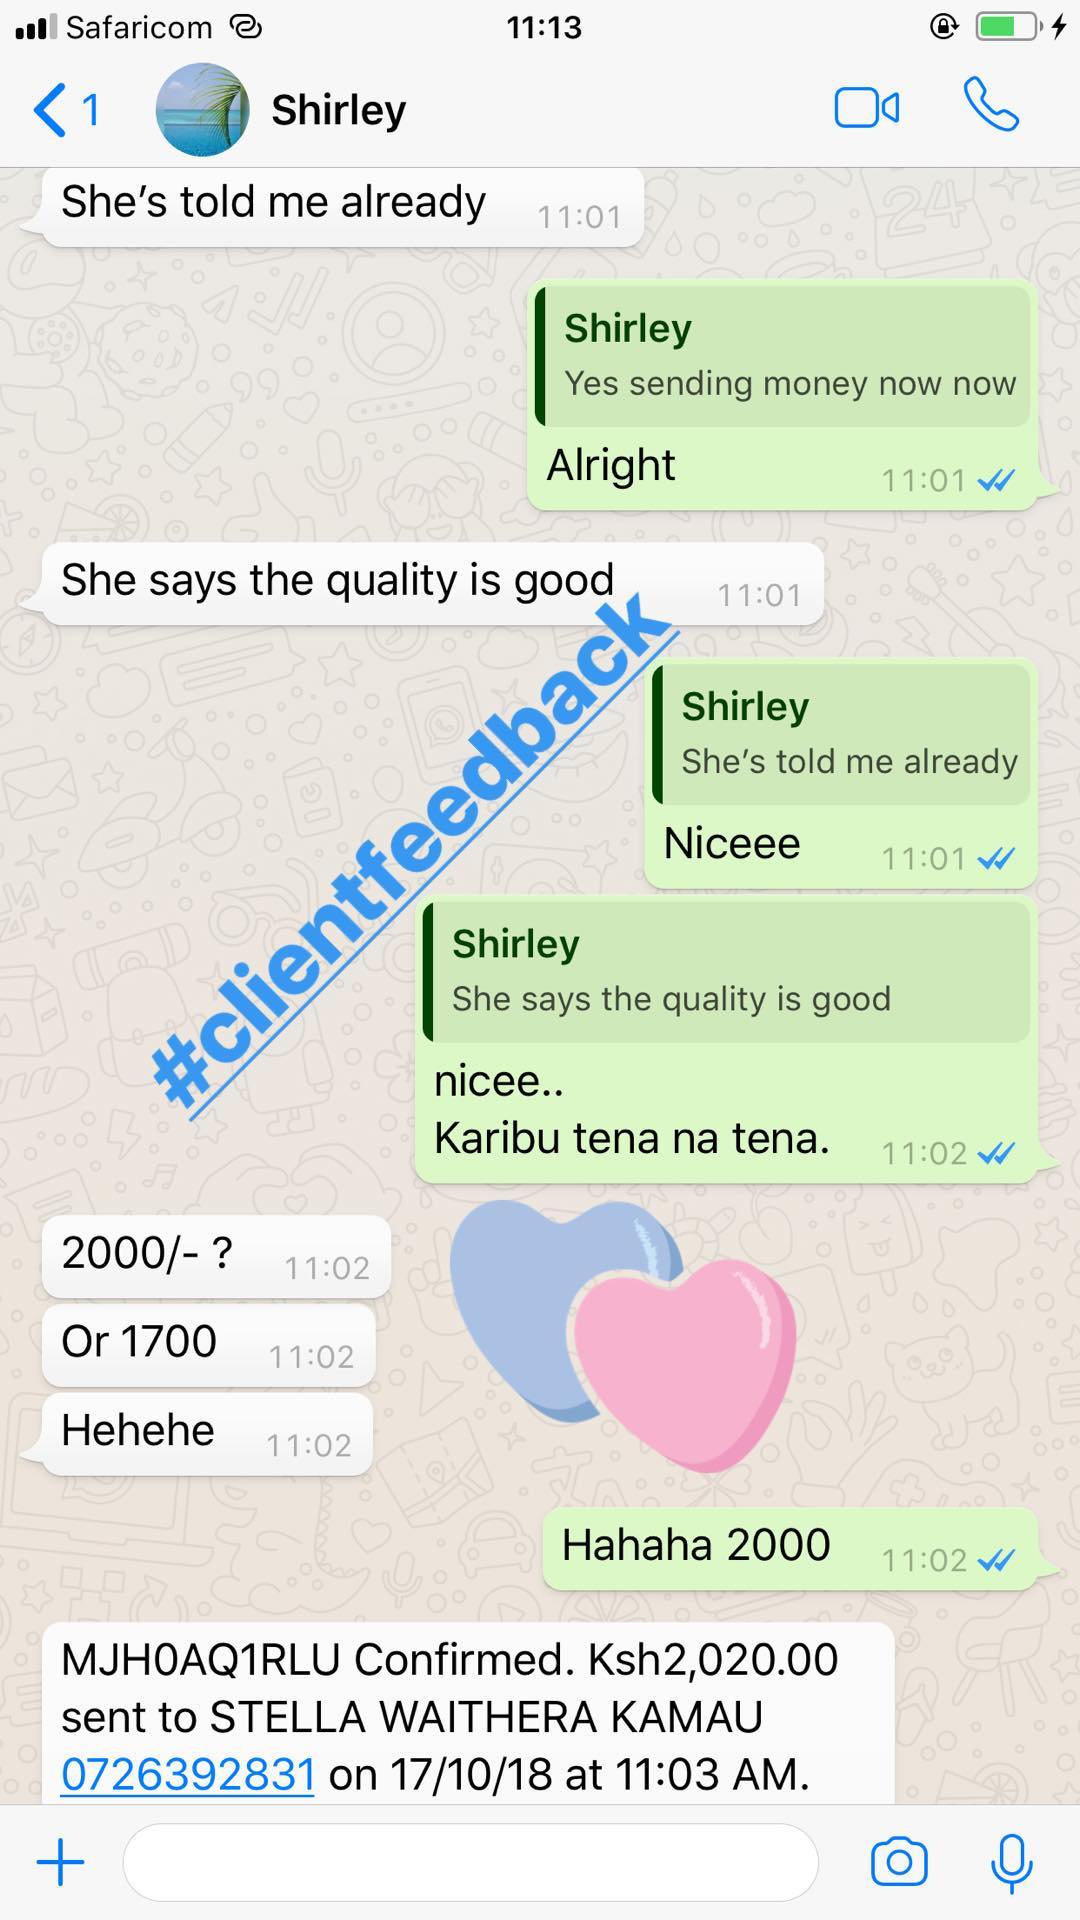 Safaricom 11:13
1 Shirley
She's told me already 11:01
Shirley
Yes sending money now now
Alright 11:01
She says the quality is good 11:01
#clientfeedback
Shirley
She's told me already
Niceee 11:01
Shirley
She says the quality is good
nicee..
Karibu tena na tena. 11:02
2000/- ? 11:02
Or 1700 11:02
Hehehe 11:02
Hahaha 2000 11:02
MJH0AQ1RLU Confirmed. Ksh2,020.00
sent to STELLA WAITHERA KAMAU
0726392831 on 17/10/18 at 11:03 AM.